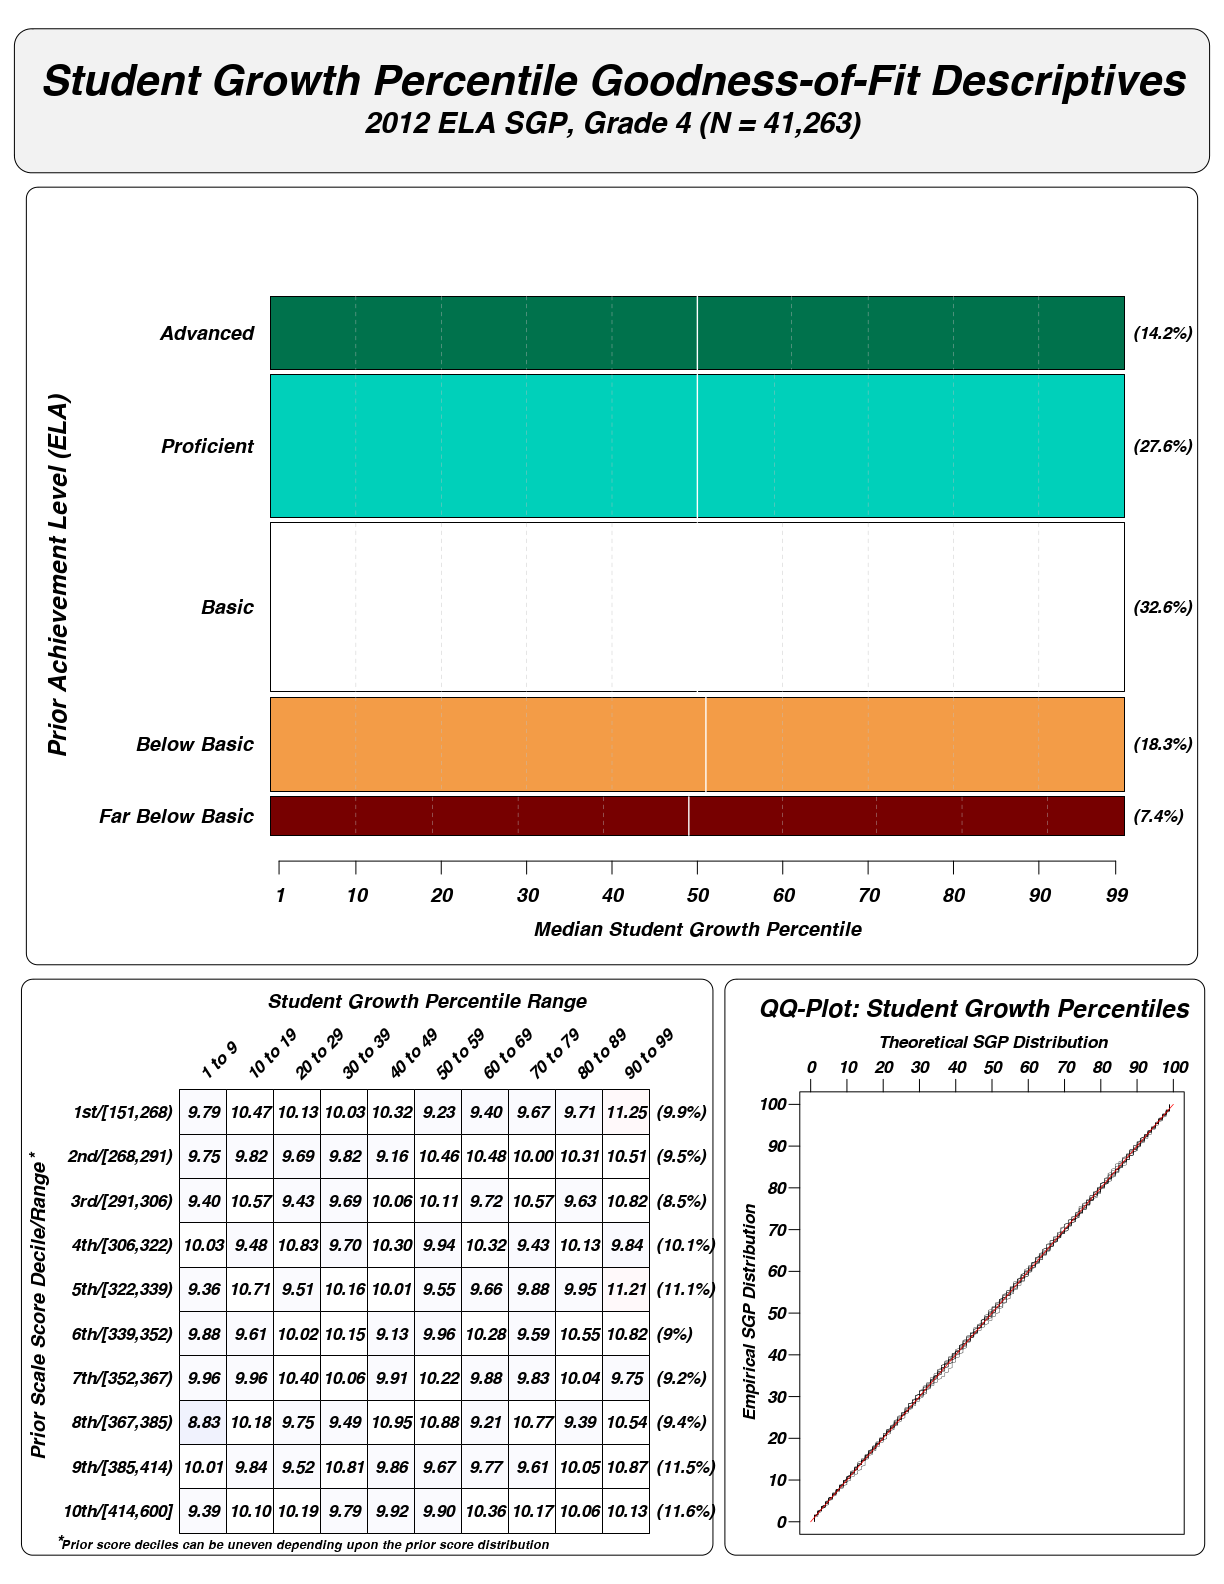 Student Growth Percentile Goodness-of-Fit Descriptives
2012 ELA SGP, Grade 4 (N = 41,263)
Prior Achievement Level (ELA)
Advanced (14.2%)
Proficient (27.6%)
Basic (32.6%)
Below Basic (18.3%)
Far Below Basic (7.4%)
1 10 20 30 40 50 60 70 80 90 99
Median Student Growth Percentile
Student Growth Percentile Range
1 to 9 10 to 19 20 to 29 30 to 39 40 to 49 50 to 59 60 to 69 70 to 79 80 to 89 90 to 99
Prior Scale Score Decile/Range*
1st/[151,268) 9.79 10.47 10.13 10.03 10.32 9.23 9.40 9.67 9.71 11.25 (9.9%)
2nd/[268,291) 9.75 9.82 9.69 9.82 9.16 10.46 10.48 10.00 10.31 10.51 (9.5%)
3rd/[291,306) 9.40 10.57 9.43 9.69 10.06 10.11 9.72 10.57 9.63 10.82 (8.5%)
4th/[306,322) 10.03 9.48 10.83 9.70 10.30 9.94 10.32 9.43 10.13 9.84 (10.1%)
5th/[322,339) 9.36 10.71 9.51 10.16 10.01 9.55 9.66 9.88 9.95 11.21 (11.1%)
6th/[339,352) 9.88 9.61 10.02 10.15 9.13 9.96 10.28 9.59 10.55 10.82 (9%)
7th/[352,367) 9.96 9.96 10.40 10.06 9.91 10.22 9.88 9.83 10.04 9.75 (9.2%)
8th/[367,385) 8.83 10.18 9.75 9.49 10.95 10.88 9.21 10.77 9.39 10.54 (9.4%)
9th/[385,414) 10.01 9.84 9.52 10.81 9.86 9.67 9.77 9.61 10.05 10.87 (11.5%)
10th/[414,600] 9.39 10.10 10.19 9.79 9.92 9.90 10.36 10.17 10.06 10.13 (11.6%)
*Prior score deciles can be uneven depending upon the prior score distribution
QQ-Plot: Student Growth Percentiles
Theoretical SGP Distribution
0 10 20 30 40 50 60 70 80 90 100
Empirical SGP Distribution
100
90
80
70
60
50
40
30
20
10
0